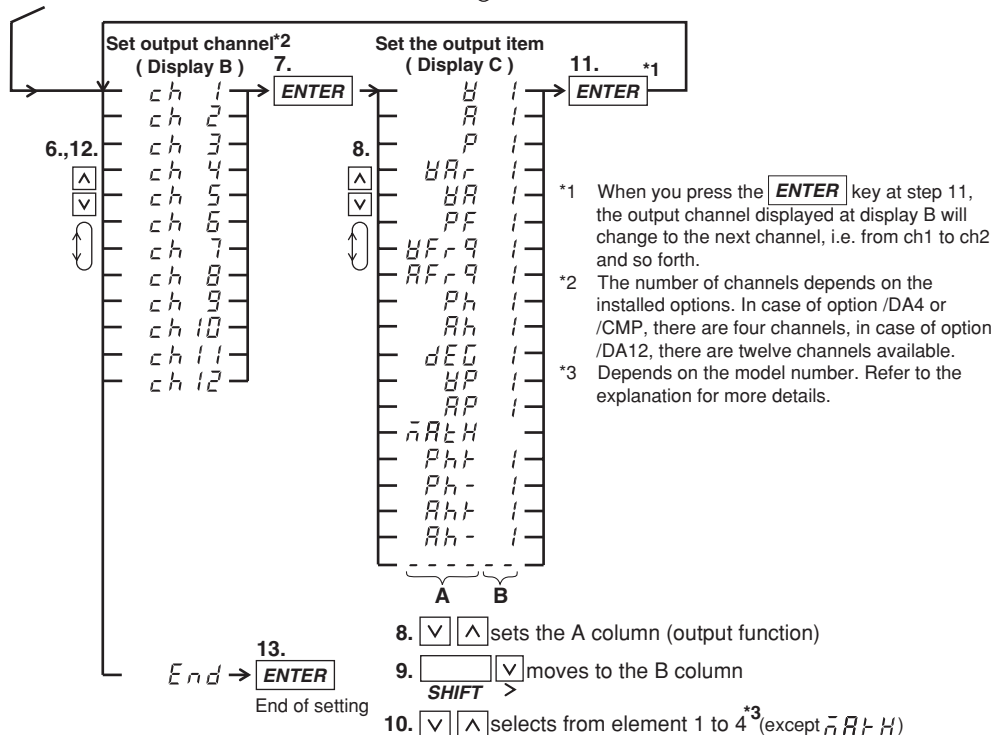 Set output channel*2
( Display B )
7.
ENTER
6.,12.
ch 1
ch 2
ch 3
ch 4
ch 5
ch 6
ch 7
ch 8
ch 9
ch 10
ch 11
ch 12
Set the output item
( Display C )
8.
V 1
A 1
P 1
VAr 1
VA 1
PF 1
VFrq 1
AFrq 1
Ph 1
Ah 1
dEG 1
VP 1
AP 1
MAtH
Ph+ 1
Ph- 1
Ah+ 1
Ah- 1
- - - - - -
A B
11.
*1
ENTER
*1 When you press the ENTER key at step 11,
the output channel displayed at display B will
change to the next channel, i.e. from ch1 to ch2
and so forth.
*2 The number of channels depends on the
installed options. In case of option /DA4 or
/CMP, there are four channels, in case of option
/DA12, there are twelve channels available.
*3 Depends on the model number. Refer to the
explanation for more details.
End
13.
ENTER
End of setting
8. ∨ ∧ sets the A column (output function)
9. ∨ moves to the B column
SHIFT >
10. ∨ ∧ selects from element 1 to 4*3(except MAtH)